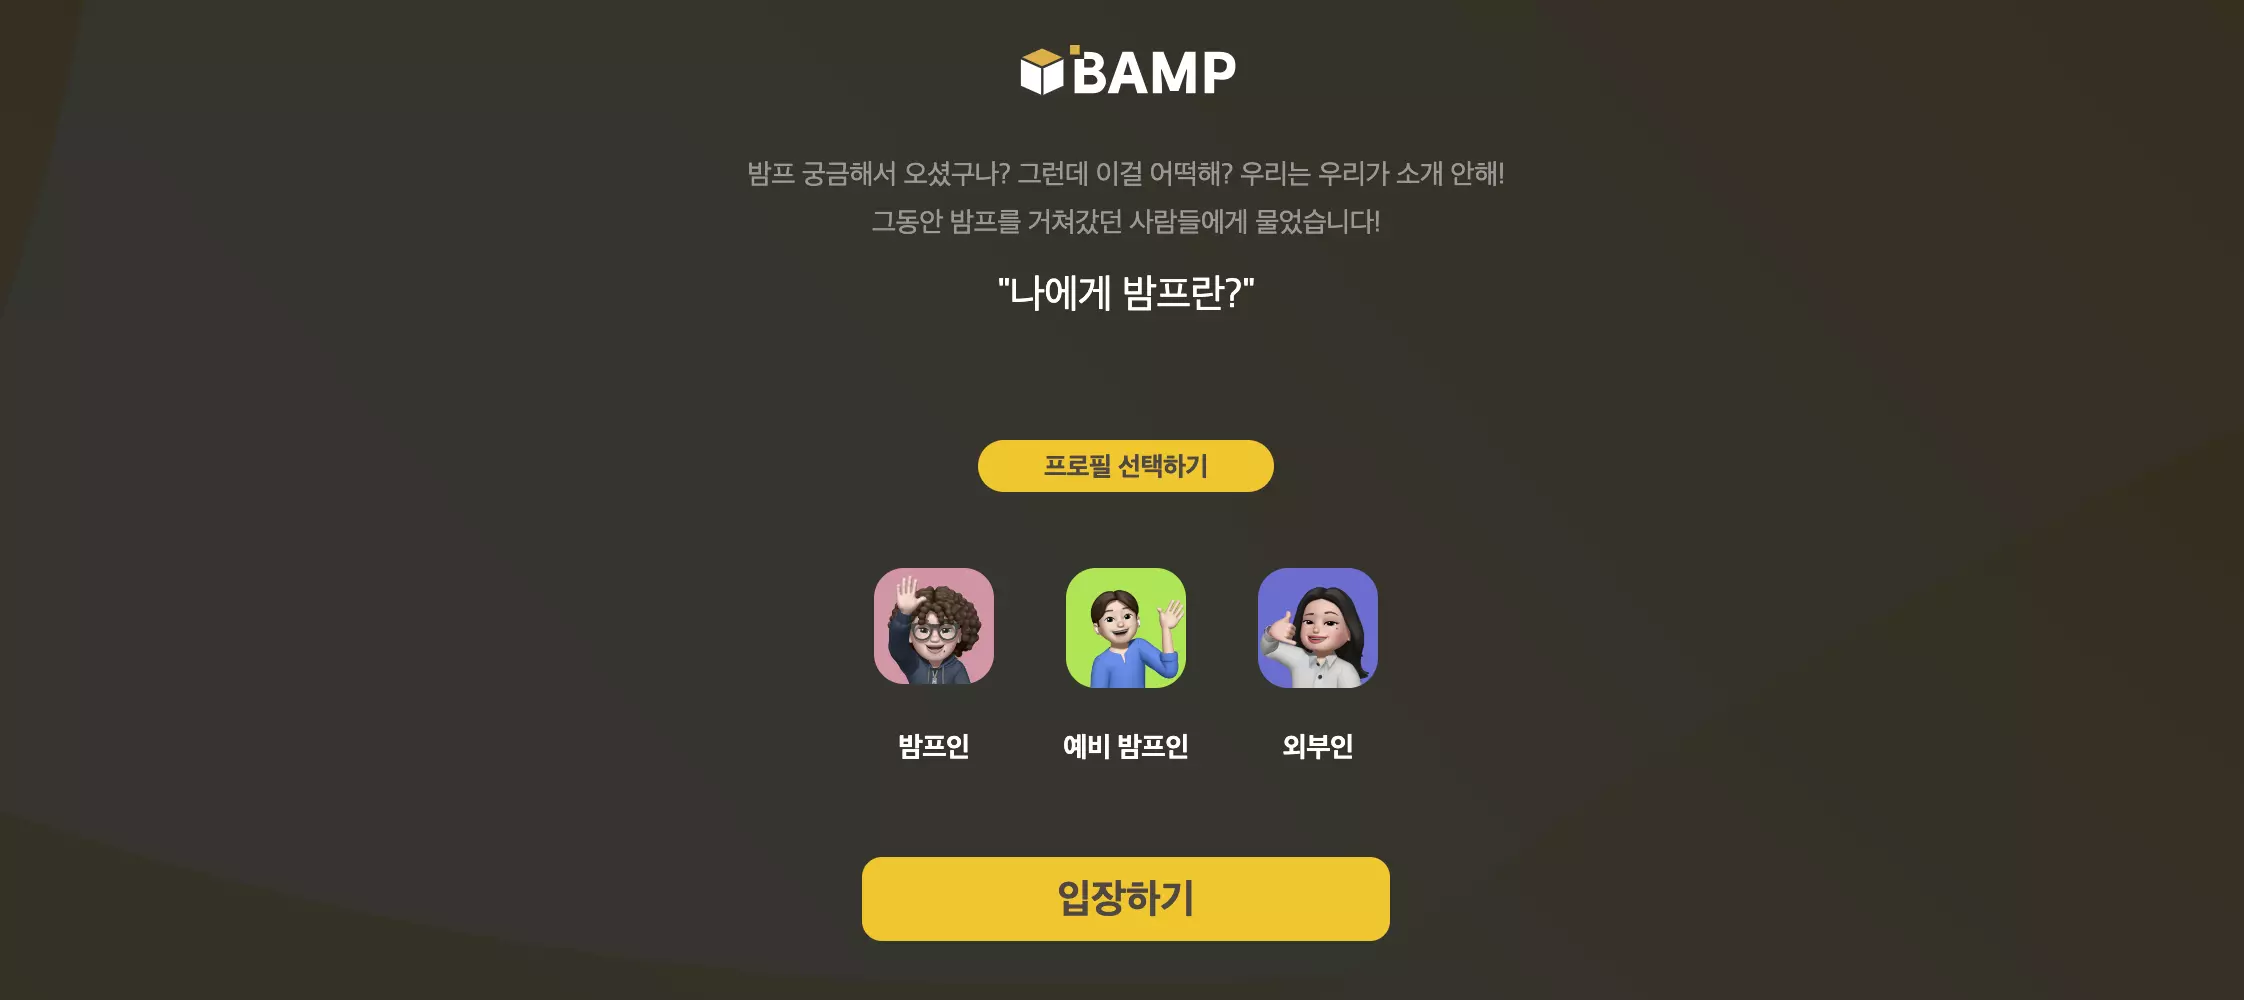 BAMP
밤프 궁금해서 오셨구나? 그런데 이걸 어떡해? 우리는 우리가 소개 안해!
그동안 밤프를 거쳐갔던 사람들에게 물었습니다!
"나에게 밤프란?"
프로필 선택하기
밤프인 예비 밤프인 외부인
입장하기